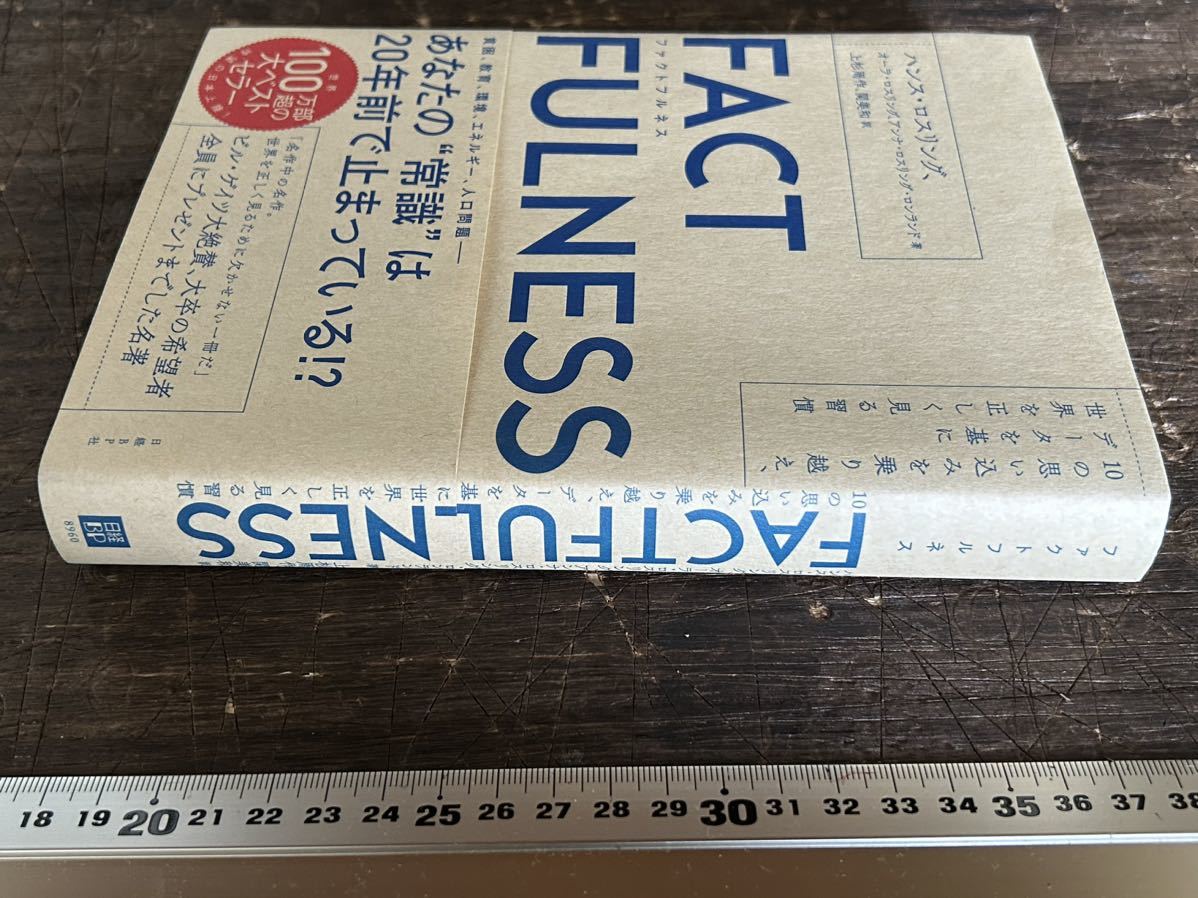 ハンス・ロスリング、
オーラ・ロスリング、アンナ・ロスリング・ロンランド 著
上杉周作、関美和 訳
FACT
FULNESS
ファクトフルネス
10の思い込みを乗り越え、
データを基に
世界を正しく見る習慣
貧困、教育、環境、エネルギー、人口問題——
あなたの“常識”は
20年前で止まっている!?
世界
100万部超の
大ベスト
セラー
「名作中の名作。
世界を正しく見るために欠かせない一冊だ」
ビル・ゲイツ大絶賛、大卒の希望者
全員にプレゼントまでした名著
日経BP社
ファクトフルネス
FACTFULNESS
10の思い込みを乗り越え、データを基に世界を正しく見る習慣
日経
BP
8960
18 19 20 21 22 23 24 25 26 27 28 29 30 31 32 33 34 35 36 37 38